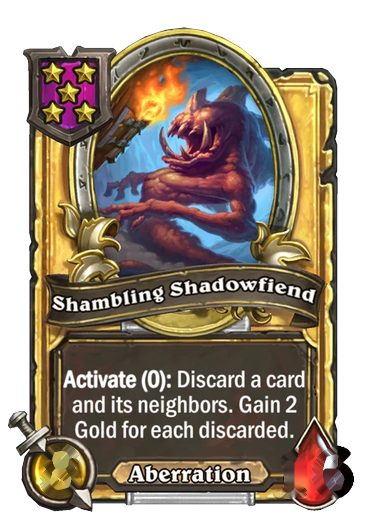 Shambling Shadowfiend
Activate (0): Discard a card
and its neighbors. Gain 2
Gold for each discarded.
Aberration